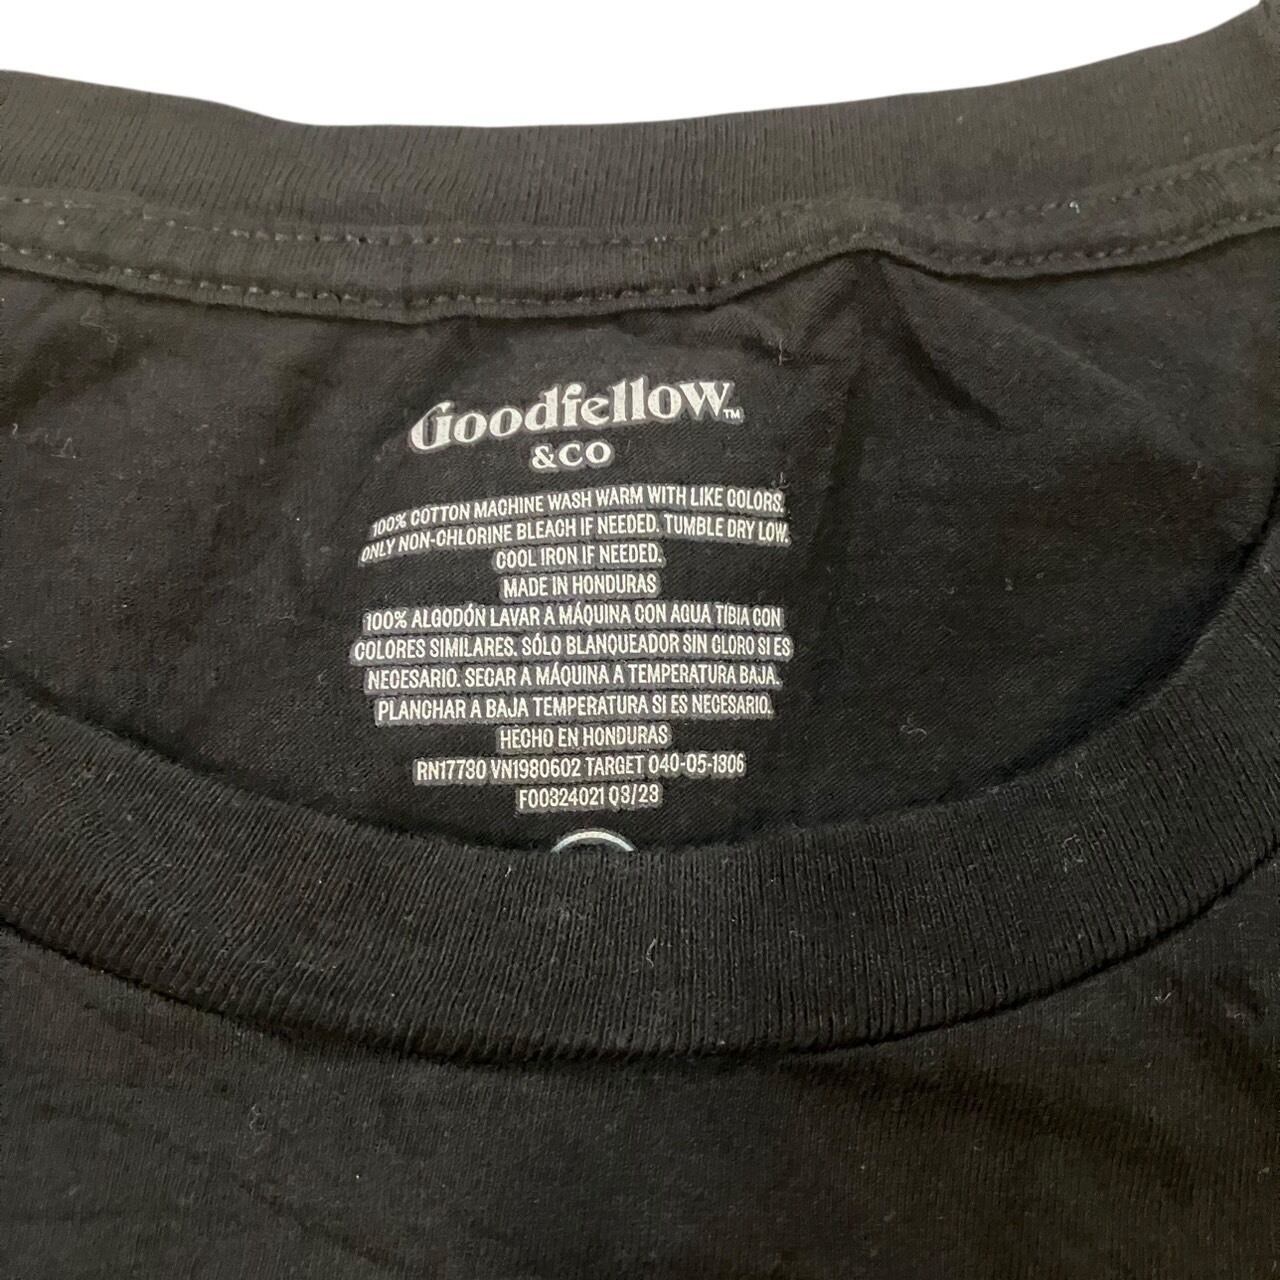 Goodfellow™
&CO
100% COTTON MACHINE WASH WARM WITH LIKE COLORS.
ONLY NON-CHLORINE BLEACH IF NEEDED. TUMBLE DRY LOW.
COOL IRON IF NEEDED.
MADE IN HONDURAS
100% ALGODÓN LAVAR A MÁQUINA CON AGUA TIBIA CON
COLORES SIMILARES. SÓLO BLANQUEADOR SIN CLORO SI ES
NECESARIO. SECAR A MÁQUINA A TEMPERATURA BAJA.
PLANCHAR A BAJA TEMPERATURA SI ES NECESARIO.
HECHO EN HONDURAS
RN17730 VN1980602 TARGET 040-05-1306
F00324021 03/23